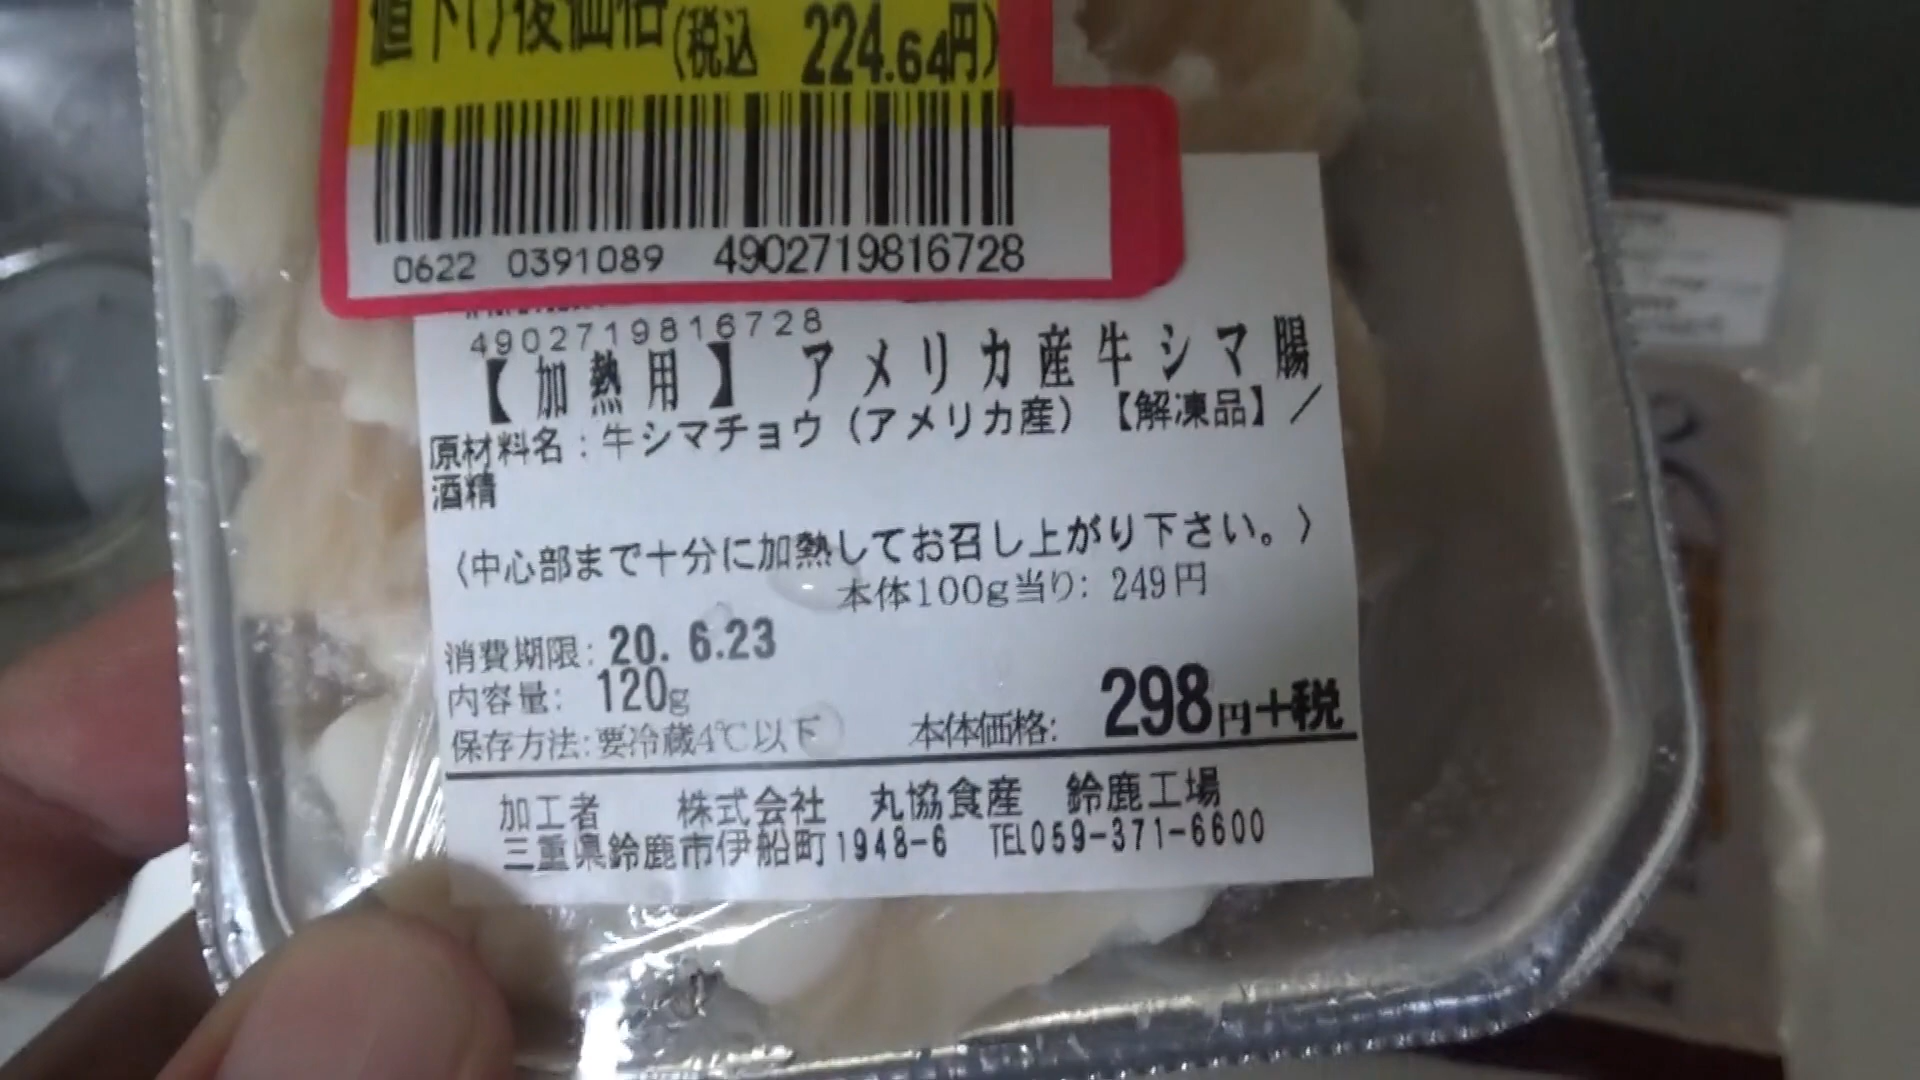 値下げ後価格(税込 224.64円)
0622 0391089 4902719816728
4902719816728
【加熱用】 アメリカ産牛シマ腸
原材料名:牛シマチョウ(アメリカ産)【解凍品】/
酒精
〈中心部まで十分に加熱してお召し上がり下さい。〉
本体100g当り: 249円
消費期限: 20. 6.23
内容量: 120g
保存方法:要冷蔵4℃以下 本体価格: 298円+税
加工者 株式会社 丸協食産 鈴鹿工場
三重県鈴鹿市伊船町1948-6 TEL059-371-6600